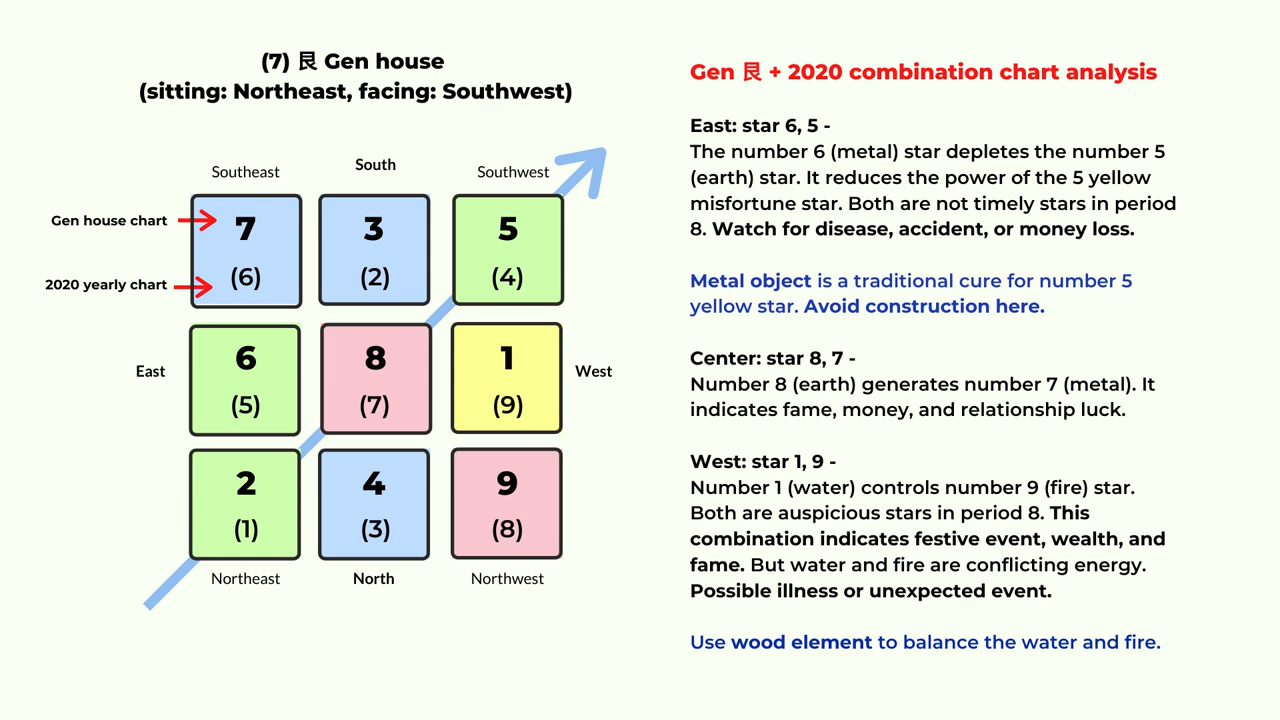 (7) 艮 Gen house
(sitting: Northeast, facing: Southwest)
Southeast
South
Southwest
Gen house chart
2020 yearly chart
7
(6)
3
(2)
5
(4)
East
6
(5)
8
(7)
1
(9)
West
2
(1)
4
(3)
9
(8)
Northeast
North
Northwest
Gen 艮 + 2020 combination chart analysis
East: star 6, 5 -
The number 6 (metal) star depletes the number 5
(earth) star. It reduces the power of the 5 yellow
misfortune star. Both are not timely stars in period
8. Watch for disease, accident, or money loss.
Metal object is a traditional cure for number 5
yellow star. Avoid construction here.
Center: star 8, 7 -
Number 8 (earth) generates number 7 (metal). It
indicates fame, money, and relationship luck.
West: star 1, 9 -
Number 1 (water) controls number 9 (fire) star.
Both are auspicious stars in period 8. This
combination indicates festive event, wealth, and
fame. But water and fire are conflicting energy.
Possible illness or unexpected event.
Use wood element to balance the water and fire.